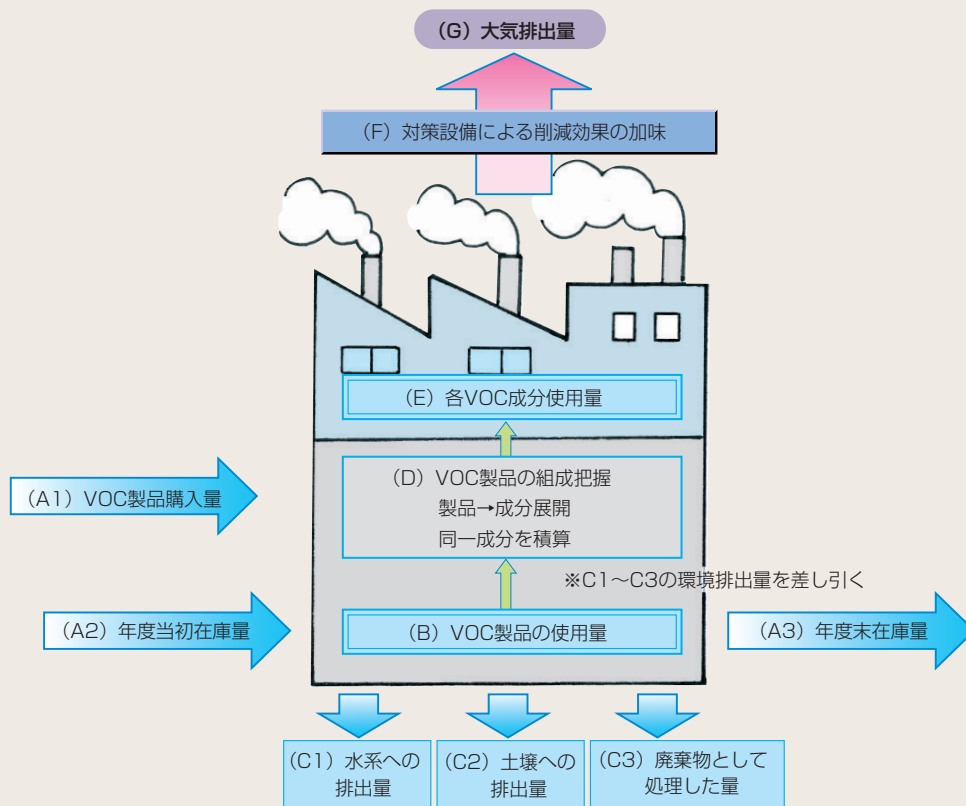 （G）大気排出量
（F）対策設備による削減効果の加味
（E）各VOC成分使用量
（D）VOC製品の組成把握
製品→成分展開
同一成分を積算
（A1）VOC製品購入量
※C1～C3の環境排出量を差し引く
（A2）年度当初在庫量
（B）VOC製品の使用量
（A3）年度末在庫量
（C1）水系への
排出量
（C2）土壌への
排出量
（C3）廃棄物として
処理した量